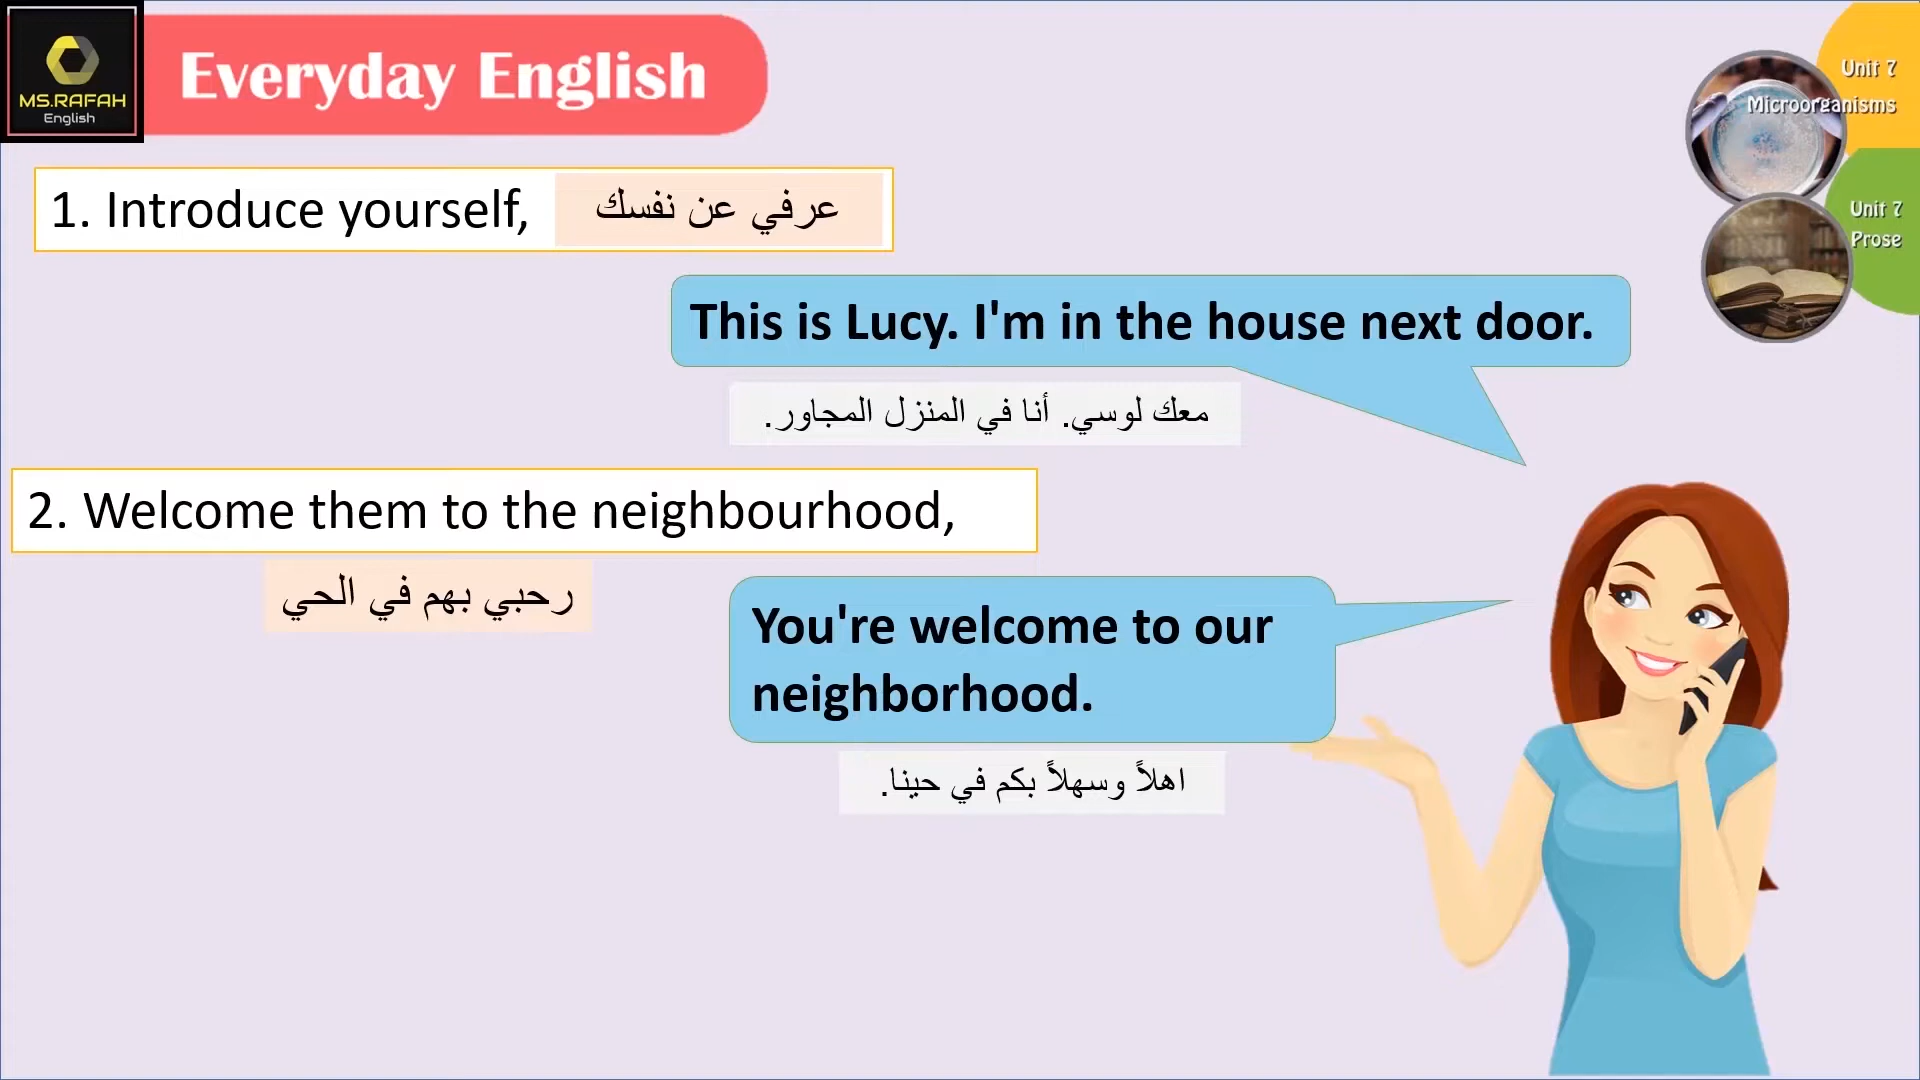 MS.RAFAH
English
Everyday English
Unit 7
Microorganisms
Unit 7
Prose
1. Introduce yourself,
عرفي عن نفسك
This is Lucy. I'm in the house next door.
معك لوسي. أنا في المنزل المجاور.
2. Welcome them to the neighbourhood,
رحبي بهم في الحي
You're welcome to our
neighborhood.
اهلاً وسهلاً بكم في حينا.